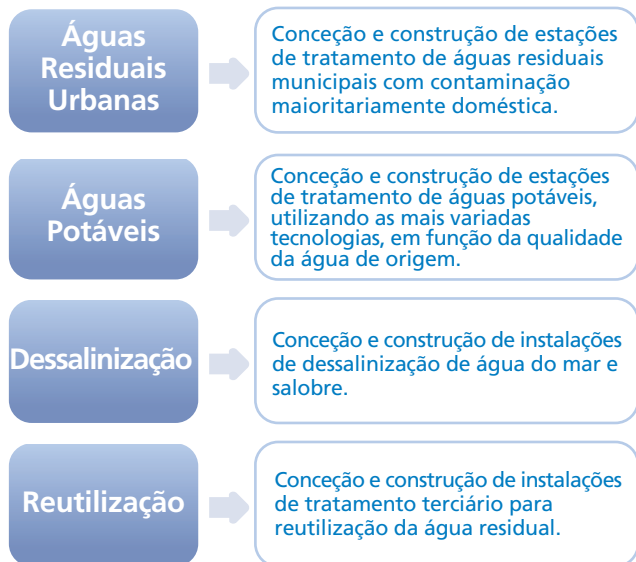 Águas
Residuais
Urbanas
Conceção e construção de estações
de tratamento de águas residuais
municipais com contaminação
maioritariamente doméstica.
Águas
Potáveis
Conceção e construção de estações
de tratamento de águas potáveis,
utilizando as mais variadas
tecnologias, em função da qualidade
da água de origem.
Dessalinização
Conceção e construção de instalações
de dessalinização de água do mar e
salobre.
Reutilização
Conceção e construção de instalações
de tratamento terciário para
reutilização da água residual.